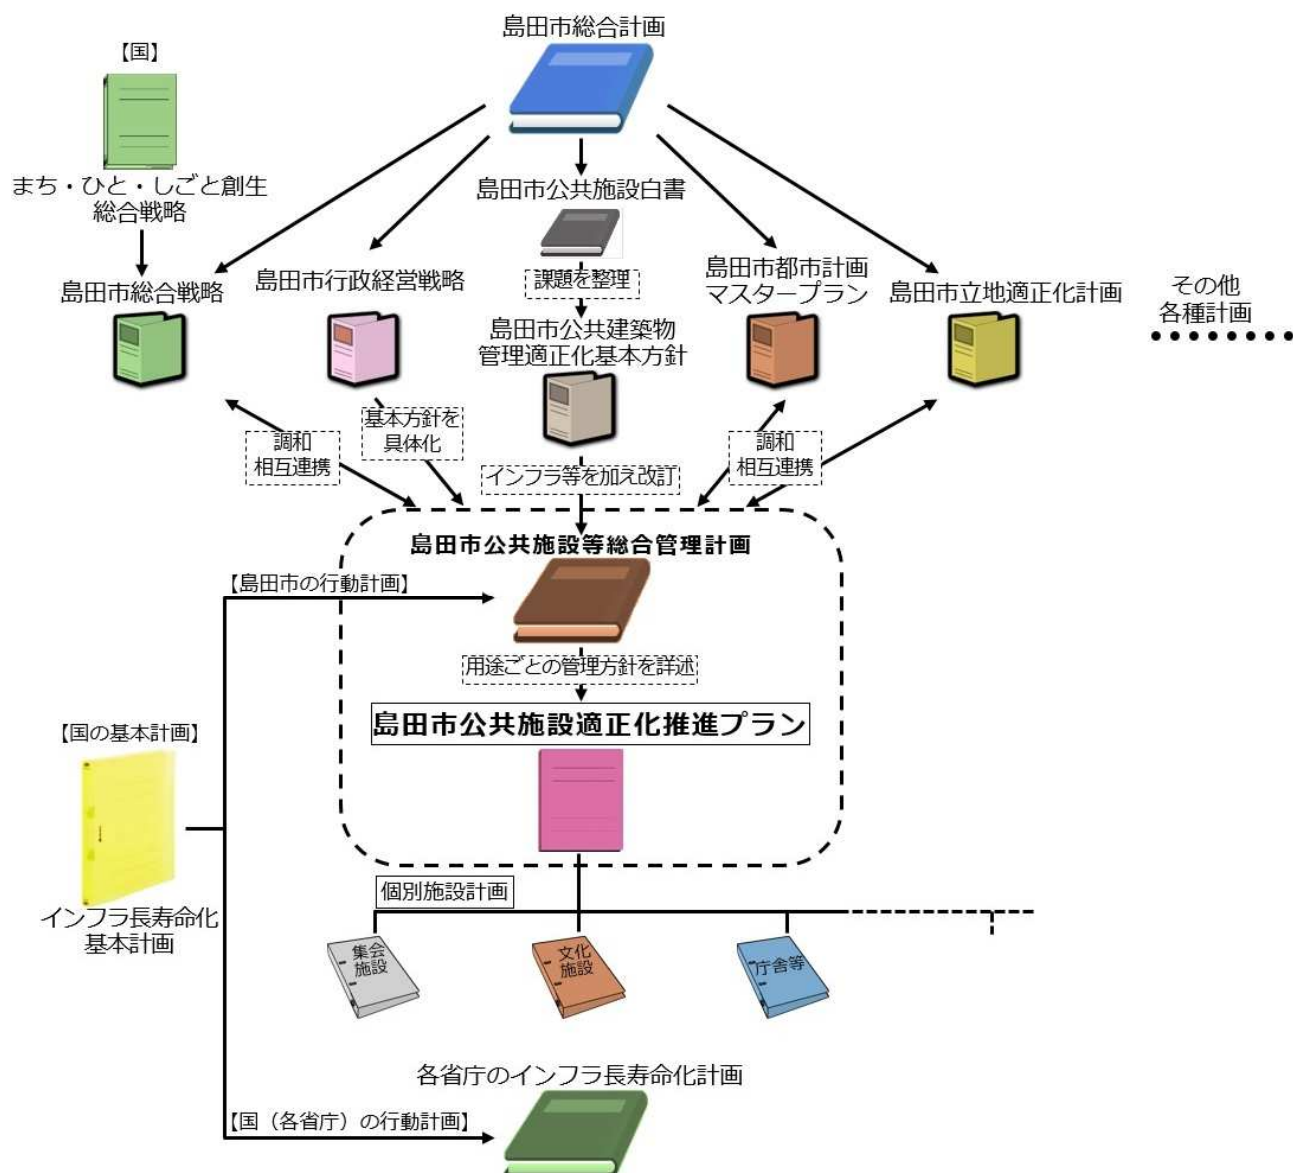 島田市総合計画
【国】
まち・ひと・しごと創生
総合戦略
島田市公共施設白書
課題を整理
島田市総合戦略
島田市行政経営戦略
島田市公共建築物
管理適正化基本方針
島田市都市計画
マスタープラン
島田市立地適正化計画
その他
各種計画
調和
相互連携
基本方針を
具体化
インフラ等を加え改訂
調和
相互連携
島田市公共施設等総合管理計画
【島田市の行動計画】
用途ごとの管理方針を詳述
島田市公共施設適正化推進プラン
【国の基本計画】
インフラ長寿命化
基本計画
個別施設計画
集会
施設
文化
施設
庁舎等
各省庁のインフラ長寿命化計画
【国（各省庁）の行動計画】